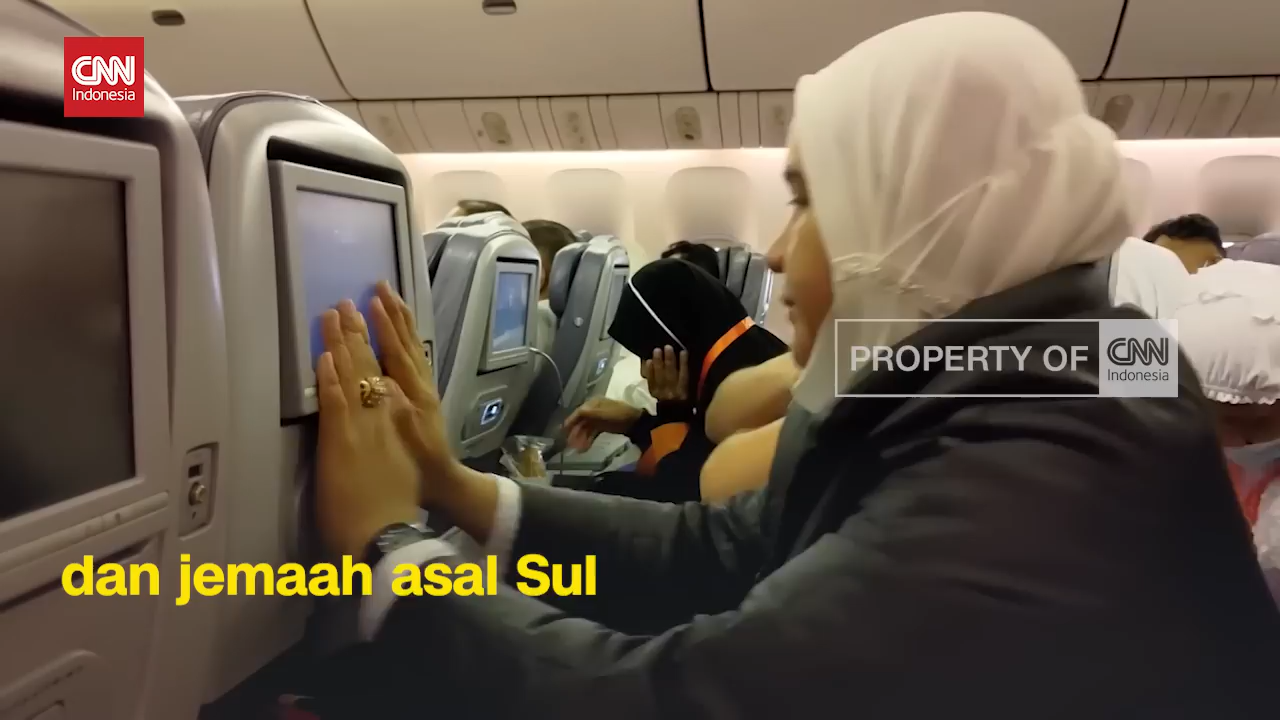 CNN
Indonesia
PROPERTY OF CNN
Indonesia
dan jemaah asal Sul